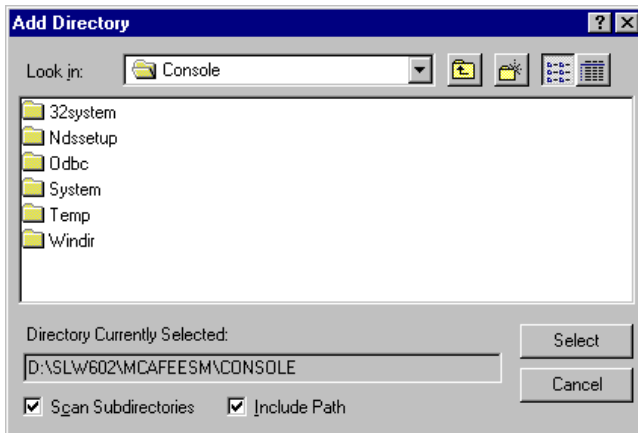 Add Directory
Look in: Console
32system
Ndssetup
Odbc
System
Temp
Windir
Directory Currently Selected:
Select
D:\SLW602\MCAFEESM\CONSOLE
Cancel
Scan Subdirectories Include Path